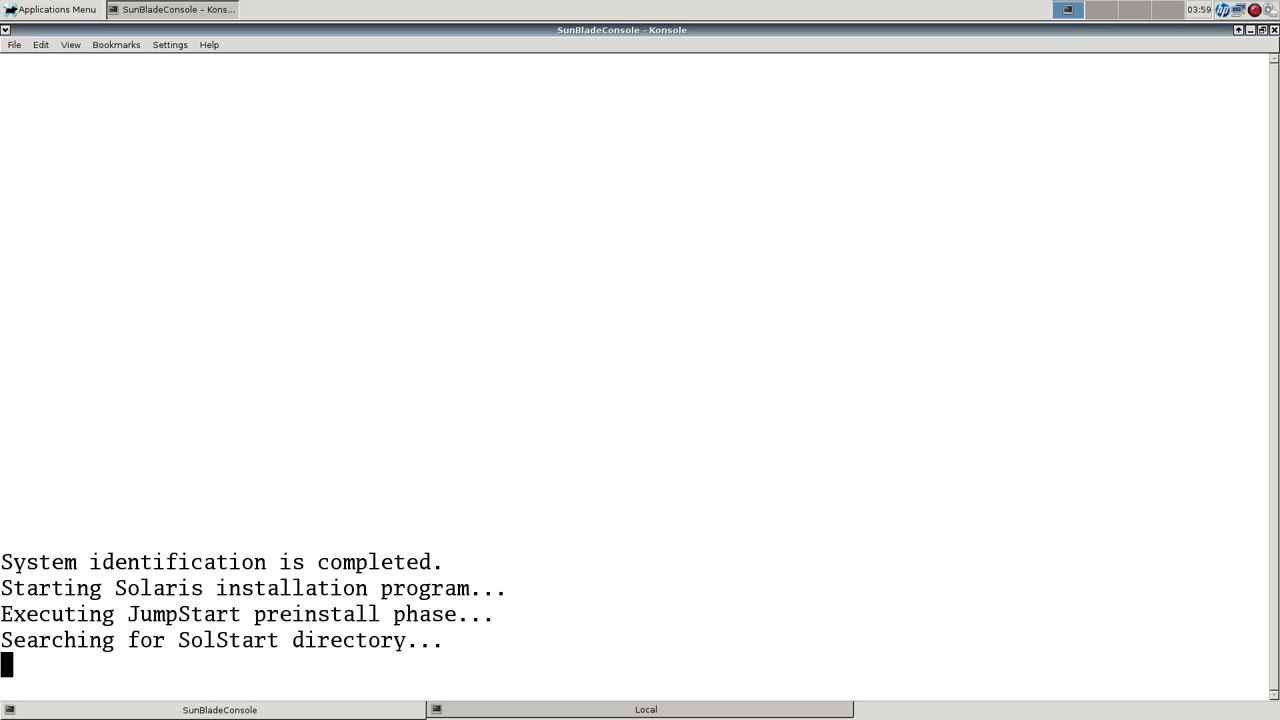 Applications Menu SunBladeConsole – Kons... 03:59
SunBladeConsole – Konsole
File Edit View Bookmarks Settings Help
System identification is completed.
Starting Solaris installation program...
Executing JumpStart preinstall phase...
Searching for SolStart directory...
SunBladeConsole Local